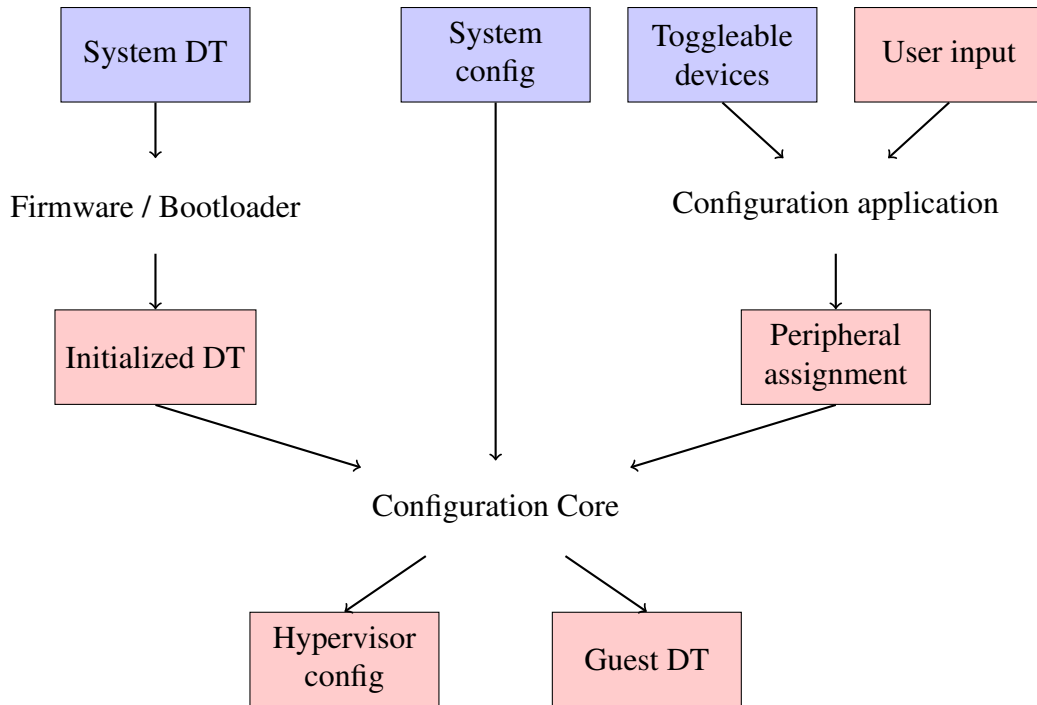 System DT
System
config
Toggleable
devices
User input
Firmware / Bootloader
Configuration application
Initialized DT
Peripheral
assignment
Configuration Core
Hypervisor
config
Guest DT